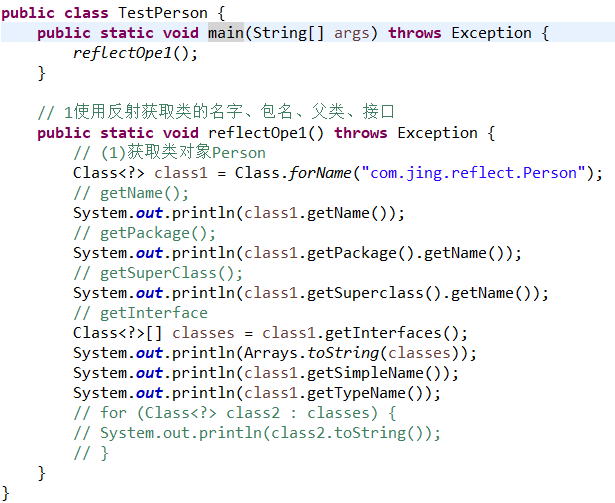 public class TestPerson {
    public static void main(String[] args) throws Exception {
        reflectOpe1();
    }

    // 1使用反射获取类的名字、包名、父类、接口
    public static void reflectOpe1() throws Exception {
        // (1)获取类对象Person
        Class<?> class1 = Class.forName("com.jing.reflect.Person");
        // getName();
        System.out.println(class1.getName());
        // getPackage();
        System.out.println(class1.getPackage().getName());
        // getSuperClass();
        System.out.println(class1.getSuperclass().getName());
        // getInterface
        Class<?>[] classes = class1.getInterfaces();
        System.out.println(Arrays.toString(classes));
        System.out.println(class1.getSimpleName());
        System.out.println(class1.getTypeName());
        // for (Class<?> class2 : classes) {
        // System.out.println(class2.toString());
        // }
    }
}